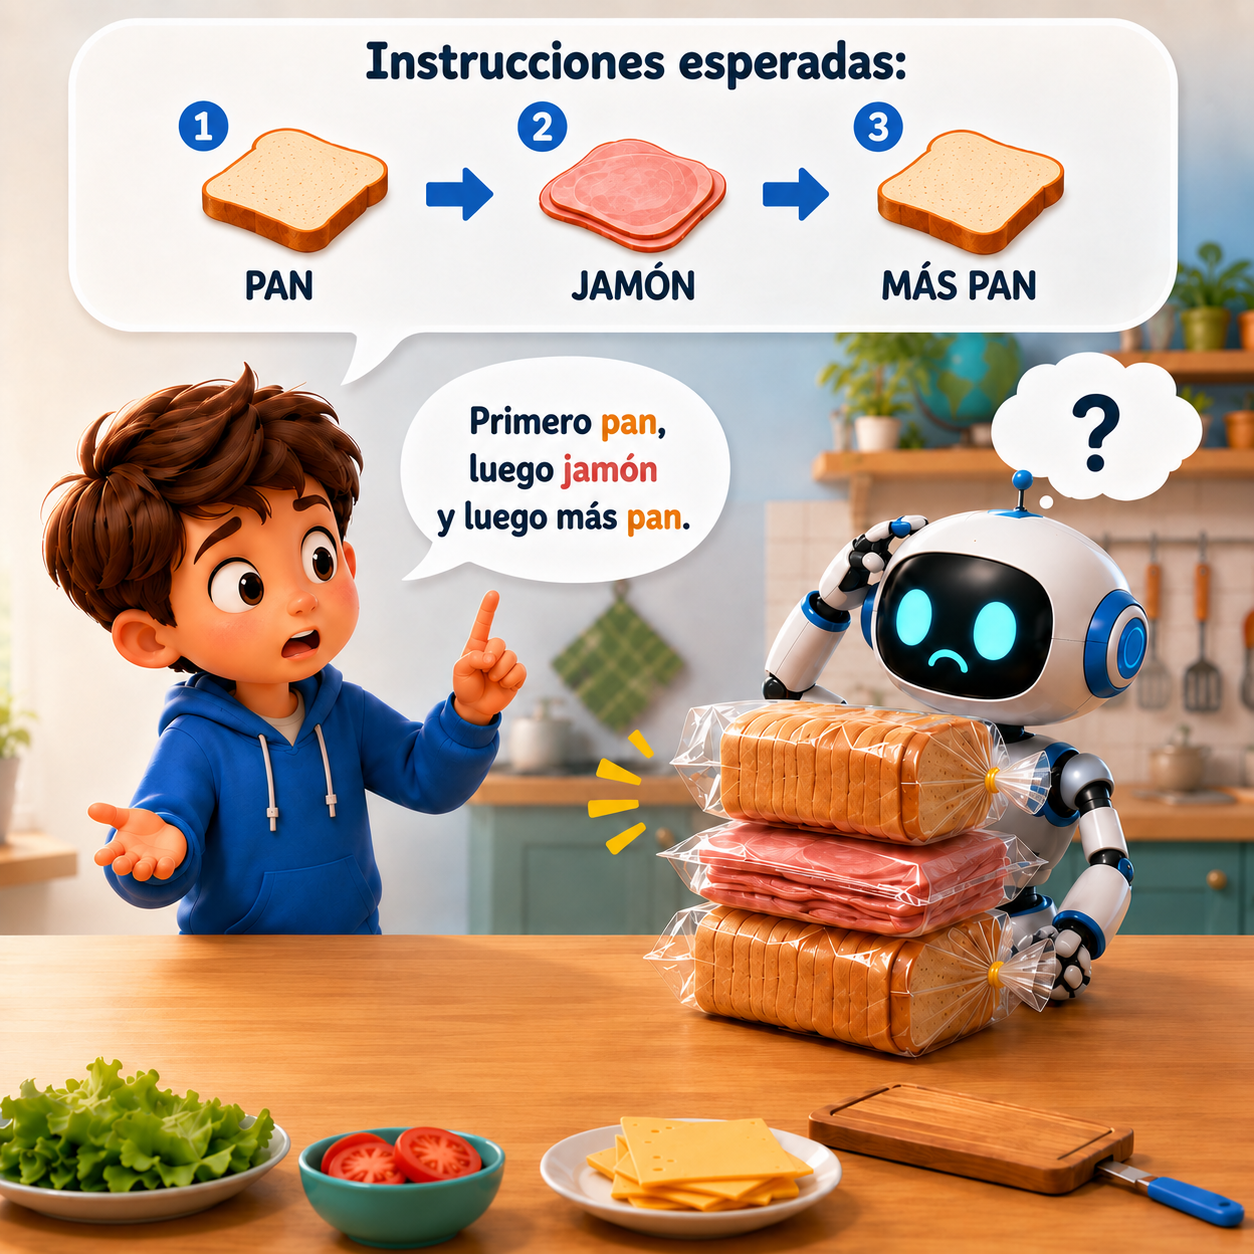 Instrucciones esperadas:
1
2
3
PAN
JAMÓN
MÁS PAN
Primero pan,
luego jamón
y luego más pan.
?